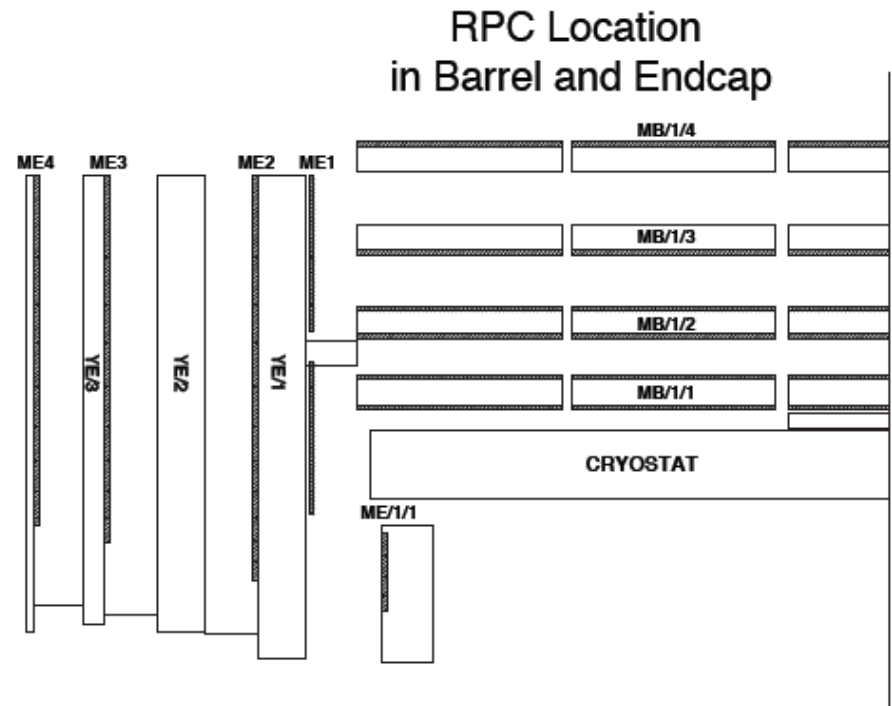 RPC Location
in Barrel and Endcap
MB/1/4
ME4
ME3
ME2
ME1
MB/1/3
MB/1/2
YE/3
YE/2
YE/1
MB/1/1
CRYOSTAT
ME/1/1